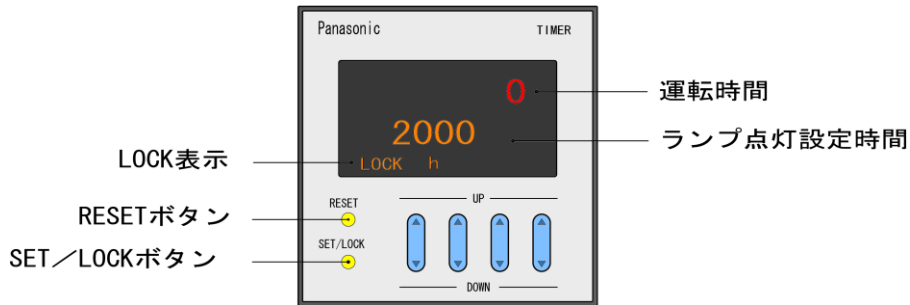 Panasonic TIMER
0
運転時間
2000
ランプ点灯設定時間
LOCK表示
LOCK h
RESET
UP
RESETボタン
SET/LOCK
SET／LOCKボタン
DOWN